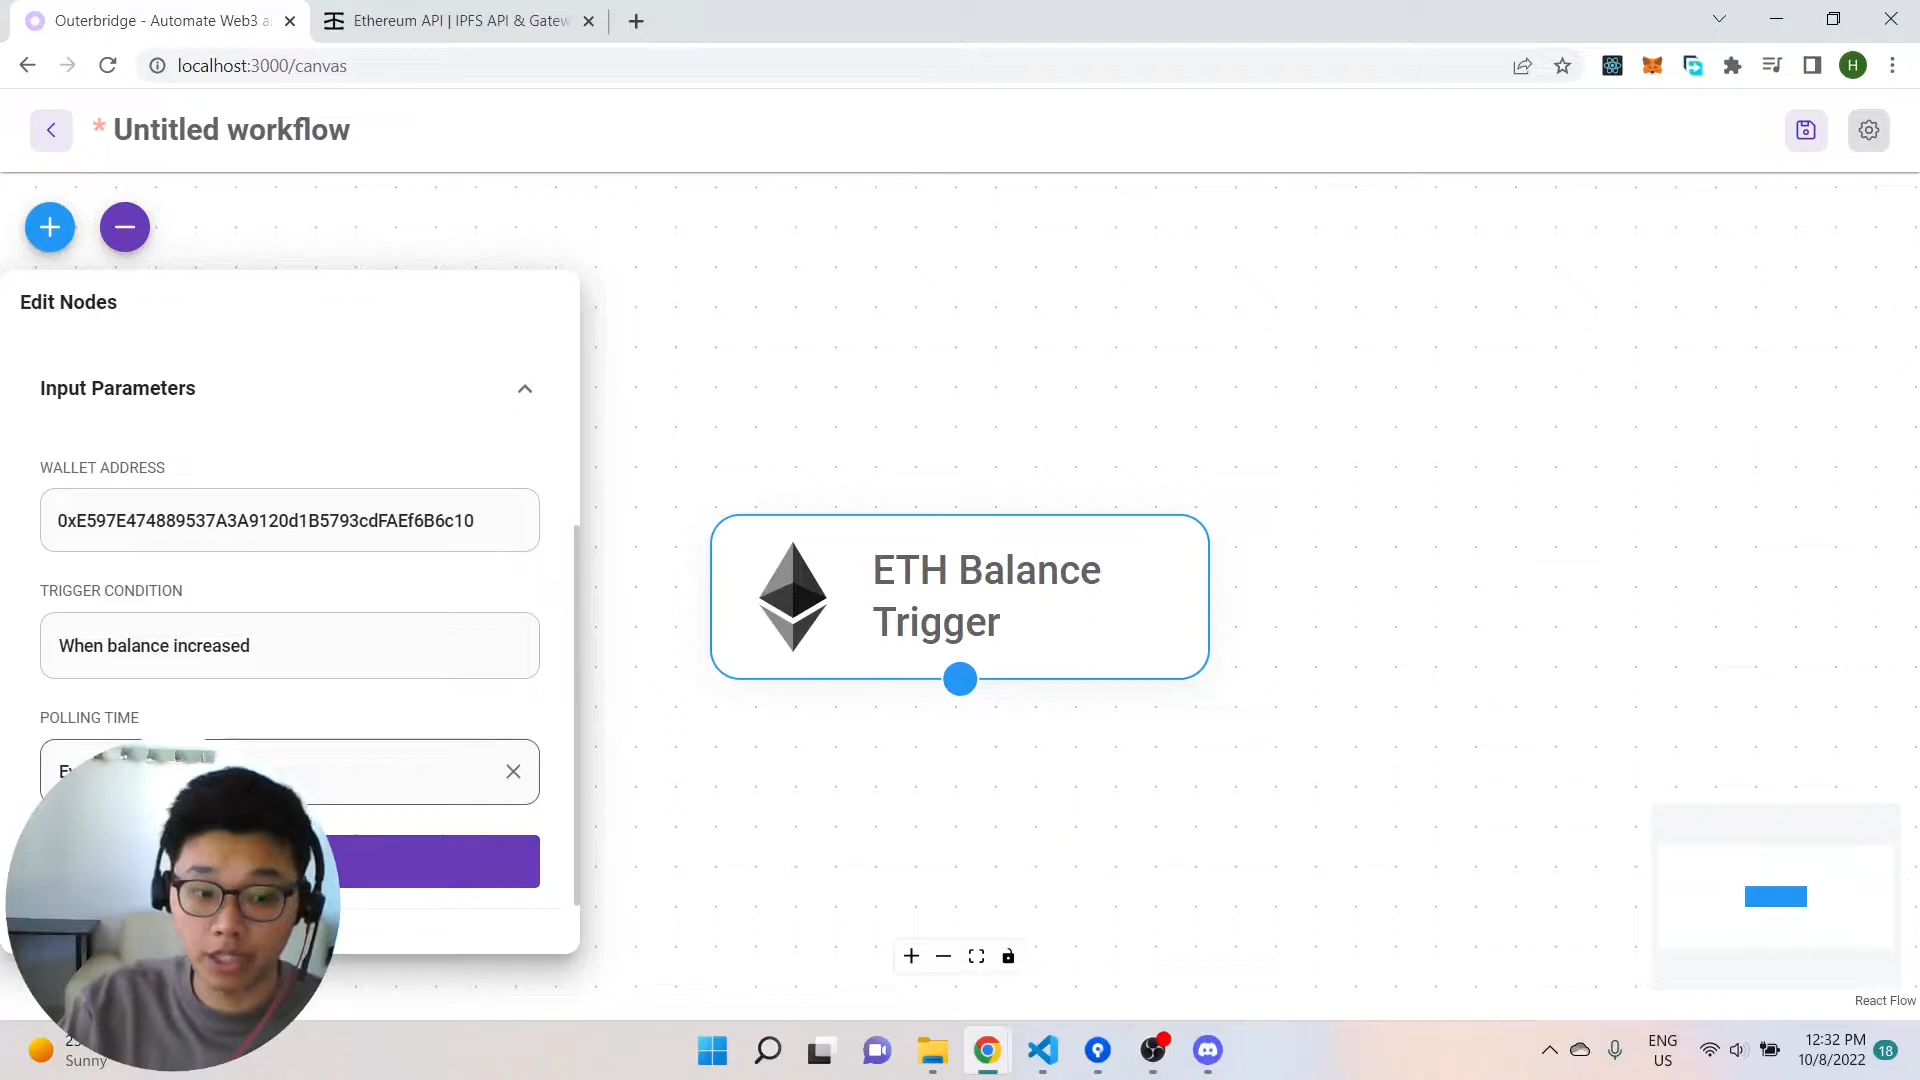 Outerbridge - Automate Web3 a
Ethereum API | IPFS API & Gatew
localhost:3000/canvas
H
* Untitled workflow
Edit Nodes
Input Parameters
WALLET ADDRESS
0xE597E474889537A3A9120d1B5793cdFAEf6B6c10
TRIGGER CONDITION
When balance increased
POLLING TIME
ETH Balance
Trigger
React Flow
Sunny
ENG
US
12:32 PM
10/8/2022
18